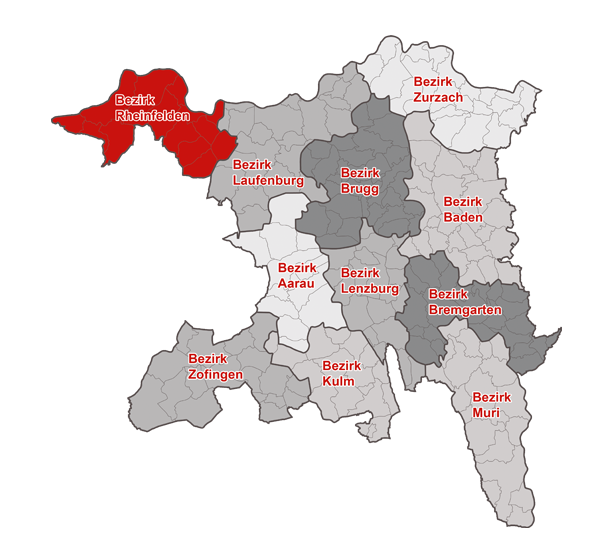 Bezirk
Zurzach
Bezirk
Rheinfelden
Bezirk
Laufenburg
Bezirk
Brugg
Bezirk
Baden
Bezirk
Aarau
Bezirk
Lenzburg
Bezirk
Bremgarten
Bezirk
Zofingen
Bezirk
Kulm
Bezirk
Muri